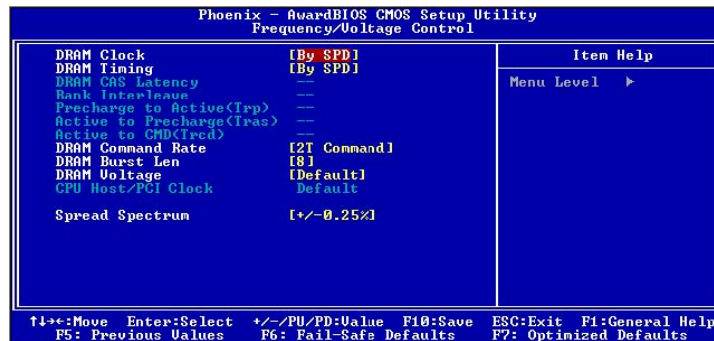 Phoenix - AwardBIOS CMOS Setup Utility
Frequency/Voltage Control
DRAM Clock [By SPD] Item Help
DRAM Timing [By SPD]
DRAM CAS Latency -- Menu Level ▶
Bank Interleave --
Precharge to Active(Trp) --
Active to Precharge(Tras) --
Active to CMD(Trcd) --
DRAM Command Rate [2T Command]
DRAM Burst Len [8]
DRAM Voltage [Default]
CPU Host/PCI Clock Default
Spread Spectrum [+/-0.25%]
↑↓→←:Move Enter:Select +/-/PU/PD:Value F10:Save ESC:Exit F1:General Help
F5: Previous Values F6: Fail-Safe Defaults F7: Optimized Defaults